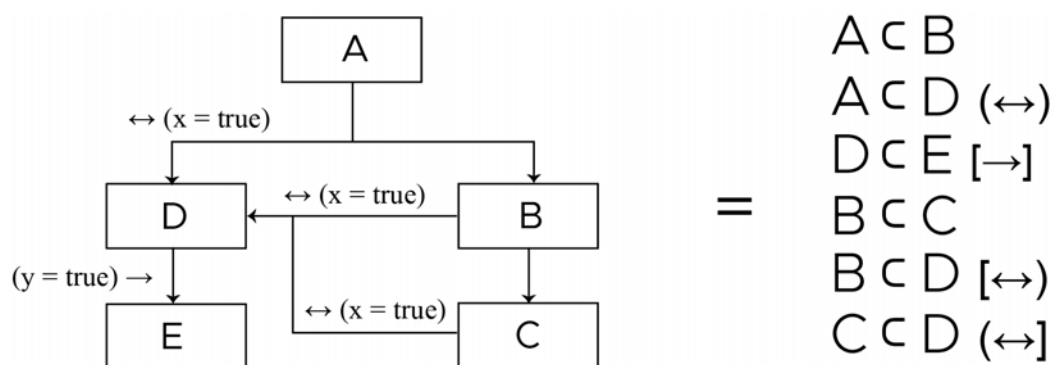 A
↔ (x = true)
D
↔ (x = true)
B
(y = true) →
↔ (x = true)
E
C
=
A ⊂ B
A ⊂ D (↔)
D ⊂ E [→]
B ⊂ C
B ⊂ D [↔)
C ⊂ D (↔]